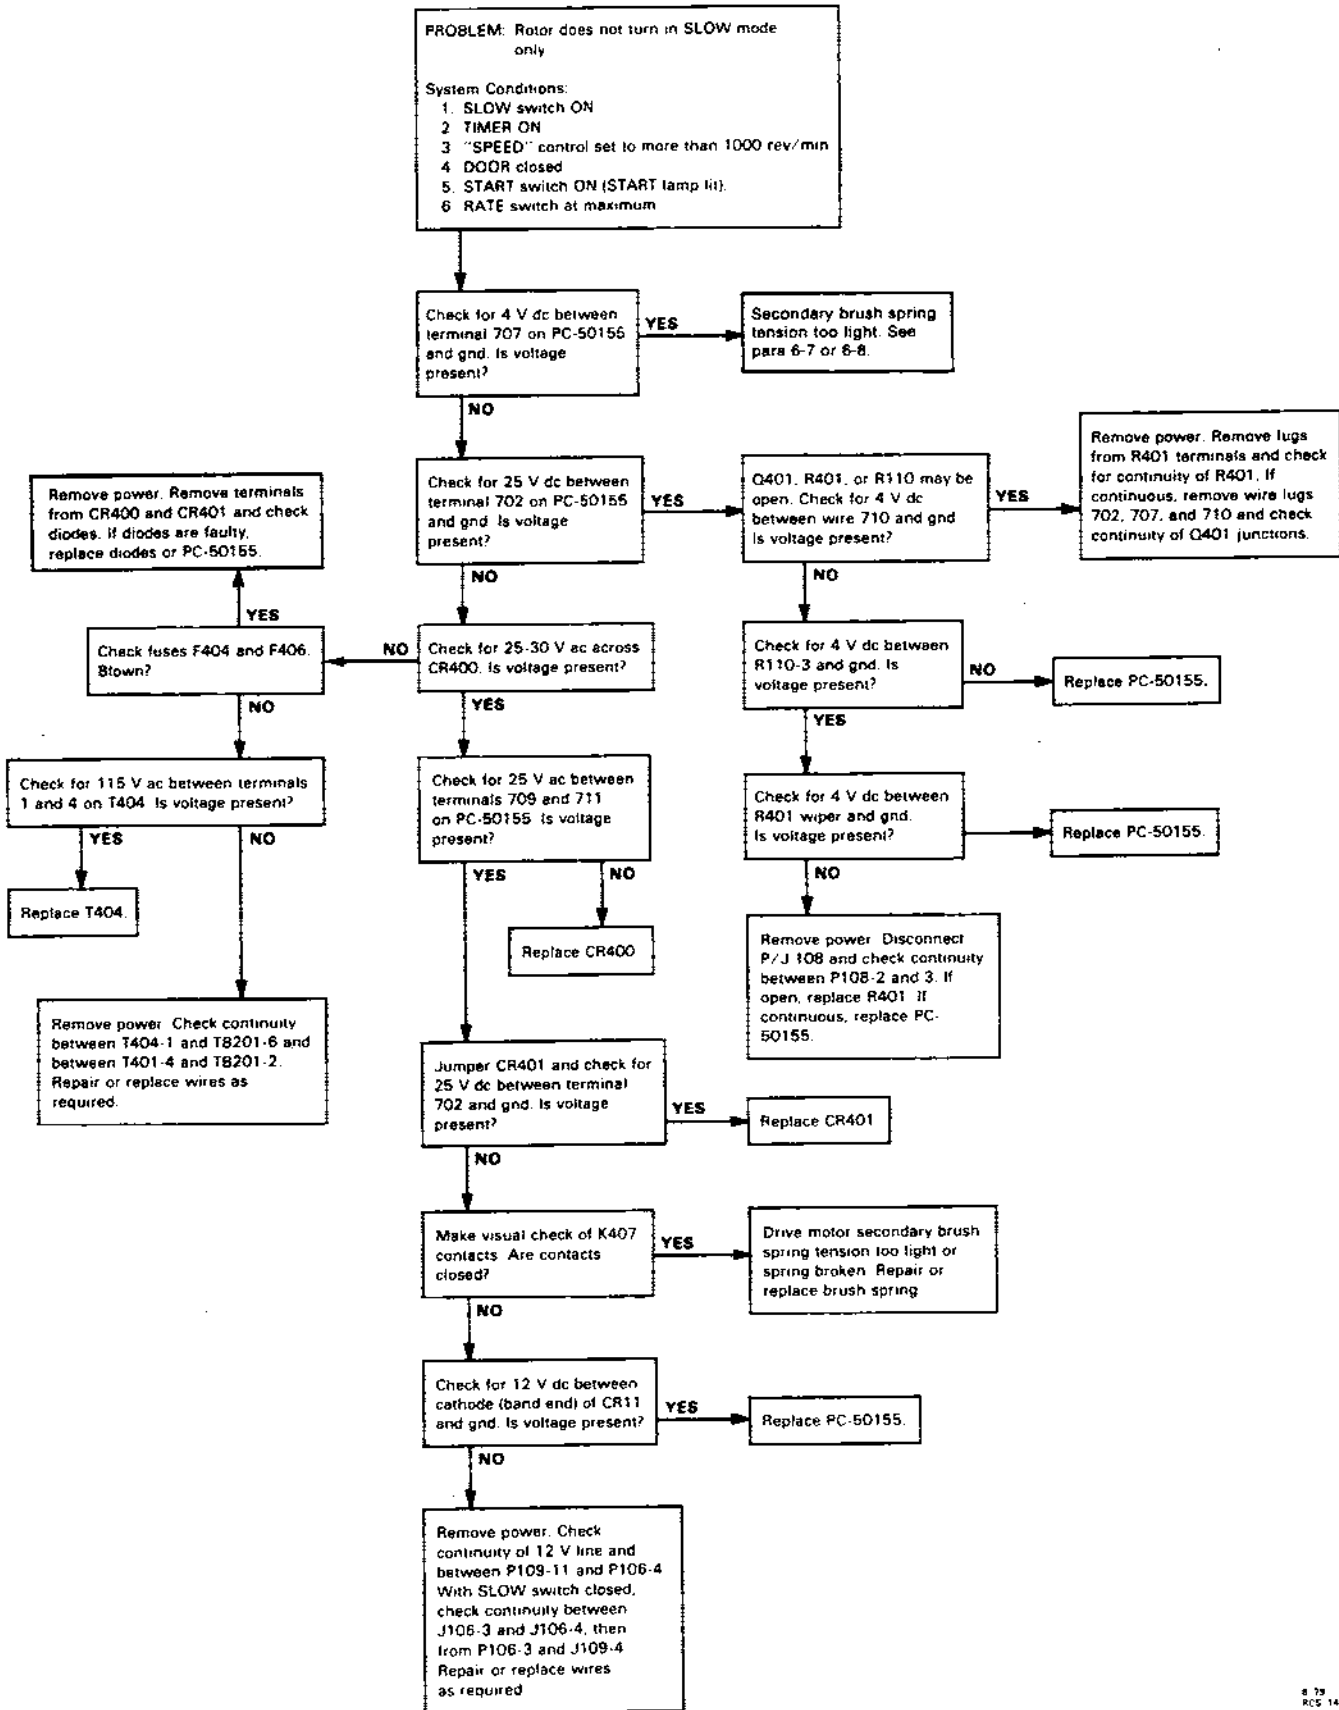 PROBLEM: Rotor does not turn in SLOW mode
only
System Conditions:
1. SLOW switch ON
2 TIMER ON
3 "SPEED" control set to more than 1000 rev/min
4 DOOR closed
5. START switch ON (START lamp lit).
6 RATE switch at maximum
Check for 4 V dc between
terminal 707 on PC-50155
and gnd. Is voltage
present?
YES
Secondary brush spring
tension too light. See
para 6-7 or 6-8.
NO
Check for 25 V dc between
terminal 702 on PC-50155
and gnd Is voltage
present?
YES
Q401, R401, or R110 may be
open. Check for 4 V dc
between wire 710 and gnd
Is voltage present?
YES
Remove power. Remove lugs
from R401 terminals and check
for continuity of R401. If
continuous, remove wire lugs
702, 707, and 710 and check
continuity of Q401 junctions.
Remove power. Remove terminals
from CR400 and CR401 and check
diodes. If diodes are faulty,
replace diodes or PC-50155.
NO
NO
YES
Check fuses F404 and F406.
Blown?
NO
Check for 25-30 V ac across
CR400. Is voltage present?
Check for 4 V dc between
R110-3 and gnd. Is
voltage present?
NO
Replace PC-50155.
NO
YES
YES
Check for 115 V ac between terminals
1 and 4 on T404 Is voltage present?
Check for 25 V ac between
terminals 709 and 711
on PC-50155 Is voltage
present?
Check for 4 V dc between
R401 wiper and gnd.
Is voltage present?
YES
Replace PC-50155.
YES
NO
YES
NO
NO
Replace T404.
Replace CR400
Remove power Disconnect
P/J 108 and check continuity
between P108-2 and 3. If
open, replace R401 If
continuous, replace PC-
50155.
Remove power Check continuity
between T404-1 and TB201-6 and
between T401-4 and TB201-2.
Repair or replace wires as
required.
Jumper CR401 and check for
25 V dc between terminal
702 and gnd. Is voltage
present?
YES
Replace CR401
NO
Make visual check of K407
contacts Are contacts
closed?
YES
Drive motor secondary brush
spring tension too light or
spring broken Repair or
replace brush spring
NO
Check for 12 V dc between
cathode (band end) of CR11
and gnd. Is voltage present?
YES
Replace PC-50155.
NO
Remove power. Check
continuity of 12 V line and
between P109-11 and P106-4
With SLOW switch closed,
check continuity between
J106-3 and J106-4, then
from P106-3 and J109-4
Repair or replace wires
as required
8 79
RCS 14